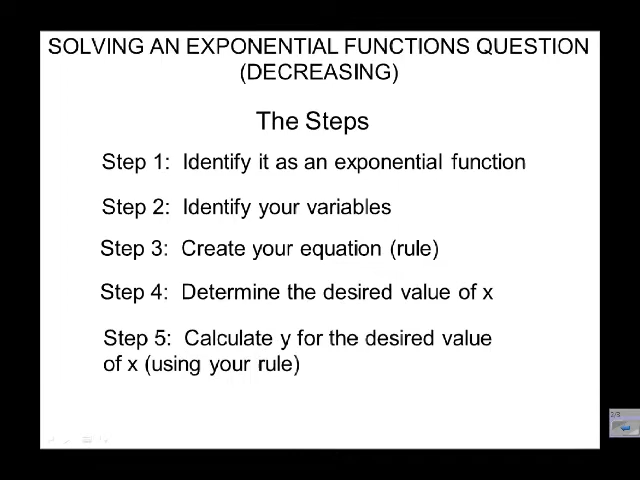 SOLVING AN EXPONENTIAL FUNCTIONS QUESTION
(DECREASING)
The Steps
Step 1: Identify it as an exponential function
Step 2: Identify your variables
Step 3: Create your equation (rule)
Step 4: Determine the desired value of x
Step 5: Calculate y for the desired value
of x (using your rule)
2/3